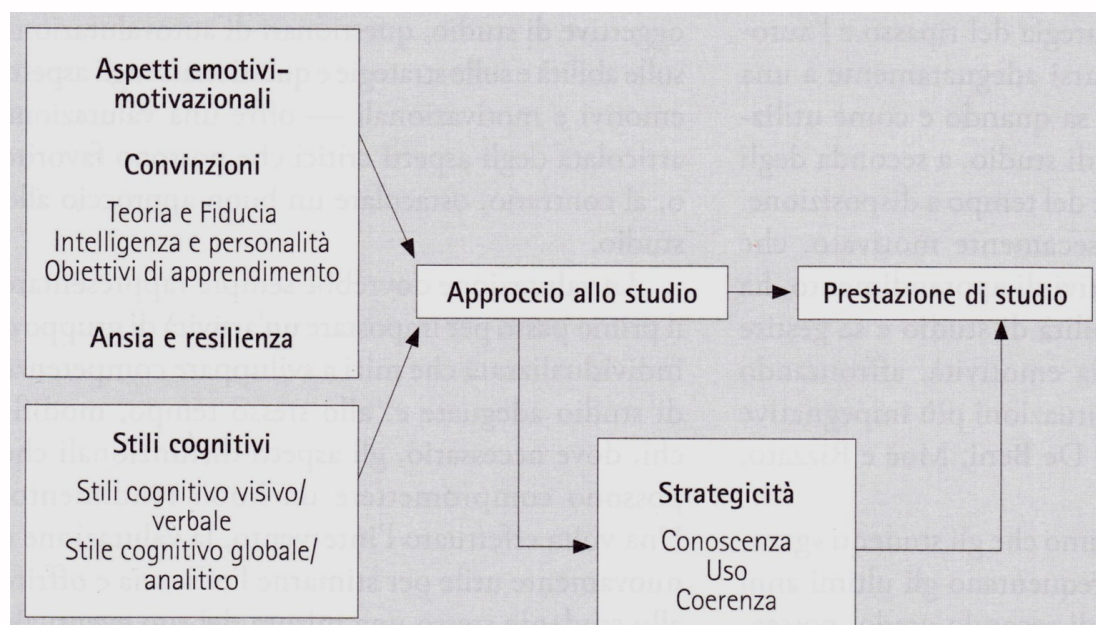 Aspetti emotivi–
motivazionali
Convinzioni
Teoria e Fiducia
Intelligenza e personalità
Obiettivi di apprendimento
Ansia e resilienza
Stili cognitivi
Stili cognitivo visivo/
verbale
Stile cognitivo globale/
analitico
Approccio allo studio
Prestazione di studio
Strategicità
Conoscenza
Uso
Coerenza